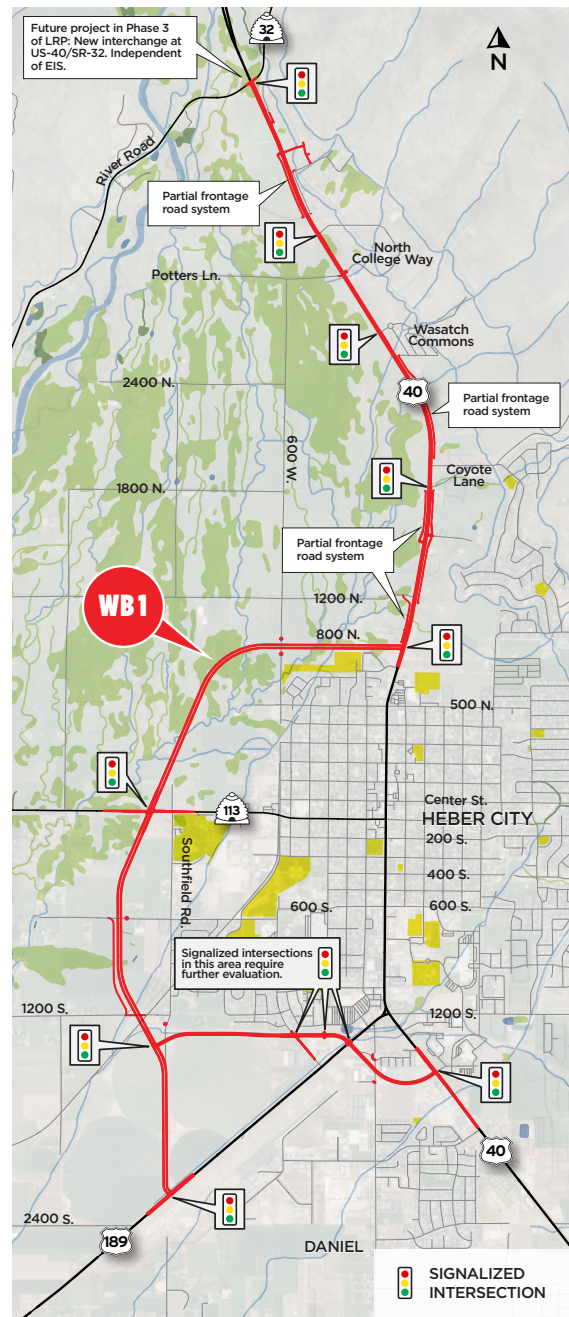 Future project in Phase 3
of LRP: New interchange at
US-40/SR-32. Independent
of EIS.
32
N
River Road
Partial frontage
road system
North
College Way
Potters Ln.
Wasatch
Commons
2400 N.
40
Partial frontage
road system
600 W.
Coyote
Lane
1800 N.
Partial frontage
road system
1200 N.
WB1
800 N.
500 N.
Center St.
113
HEBER CITY
200 S.
Southfield Rd.
400 S.
600 S.
600 S.
Signalized intersections
in this area require
further evaluation.
1200 S.
1200 S.
40
2400 S.
189
DANIEL
SIGNALIZED
INTERSECTION